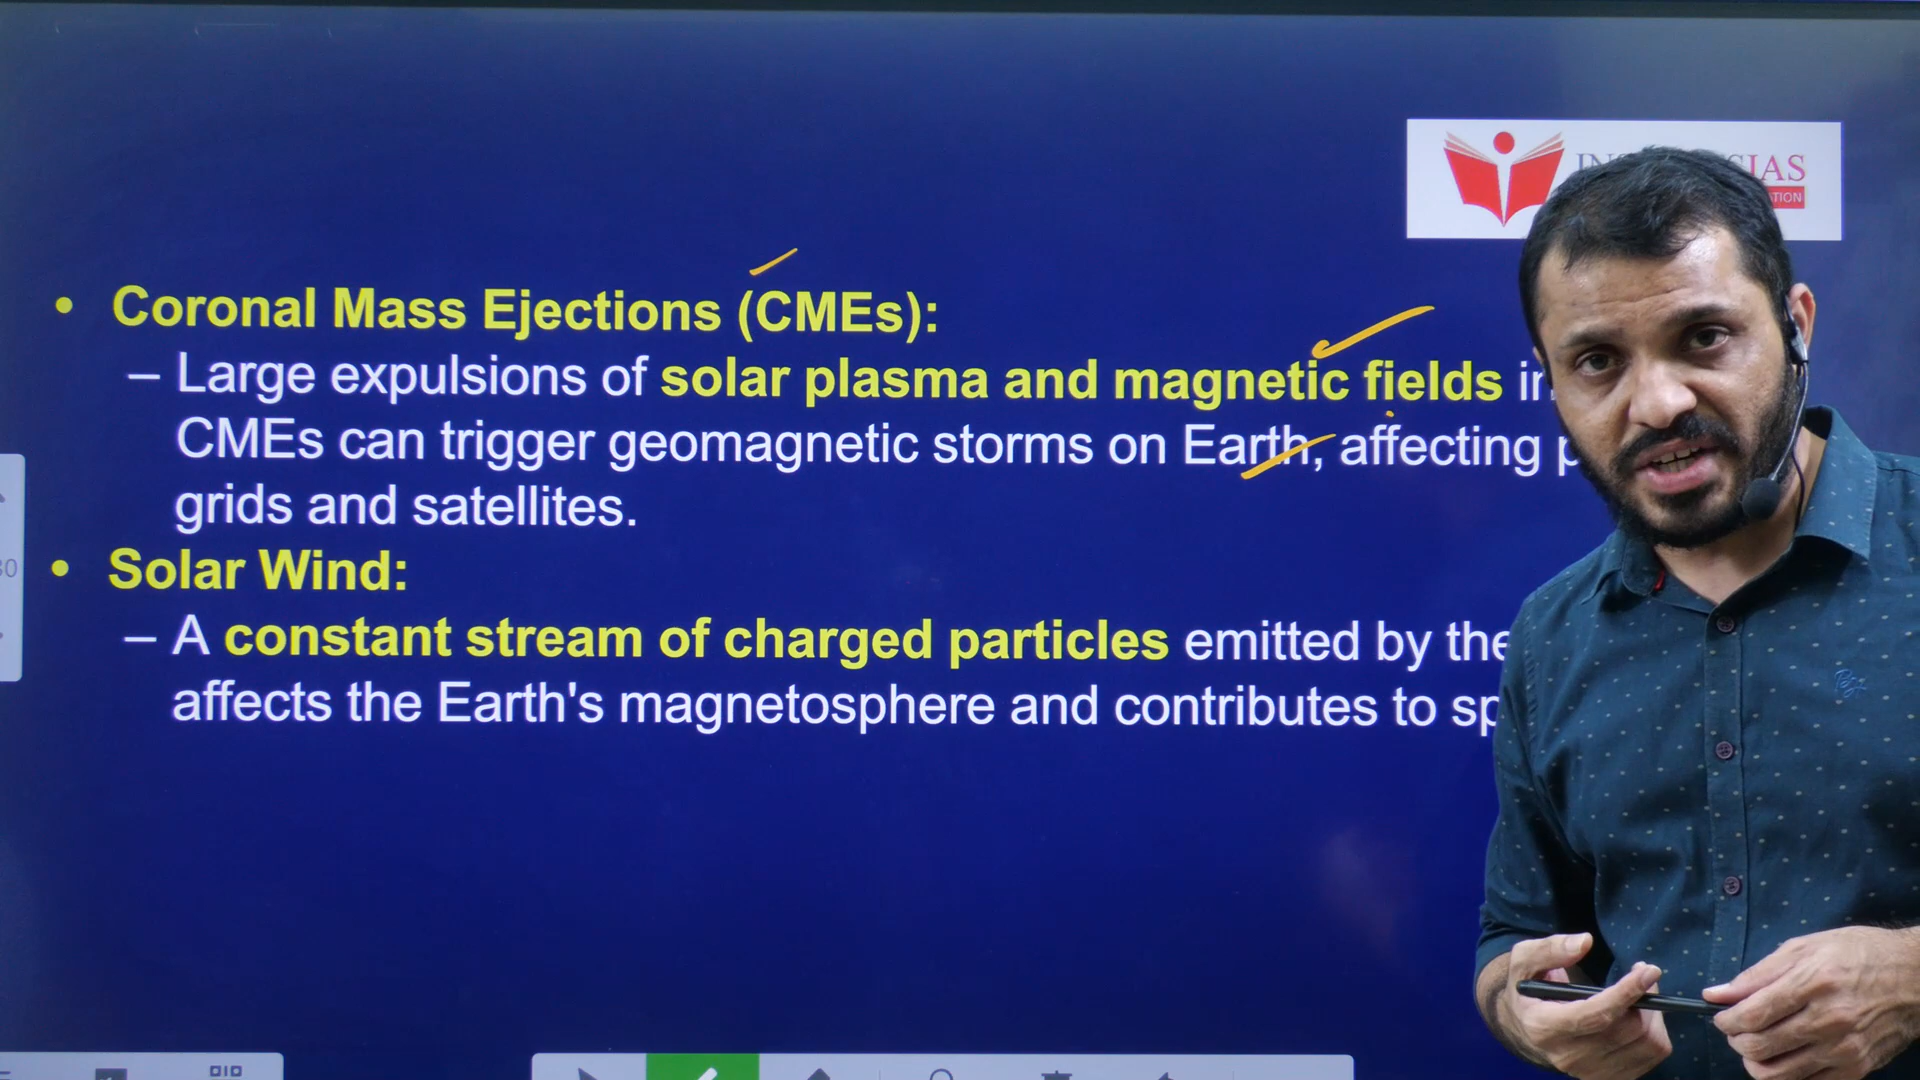 IAS
TION
• Coronal Mass Ejections (CMEs):
– Large expulsions of solar plasma and magnetic fields
CMEs can trigger geomagnetic storms on Earth, affecting
grids and satellites.
• Solar Wind:
– A constant stream of charged particles emitted by the
affects the Earth's magnetosphere and contributes to